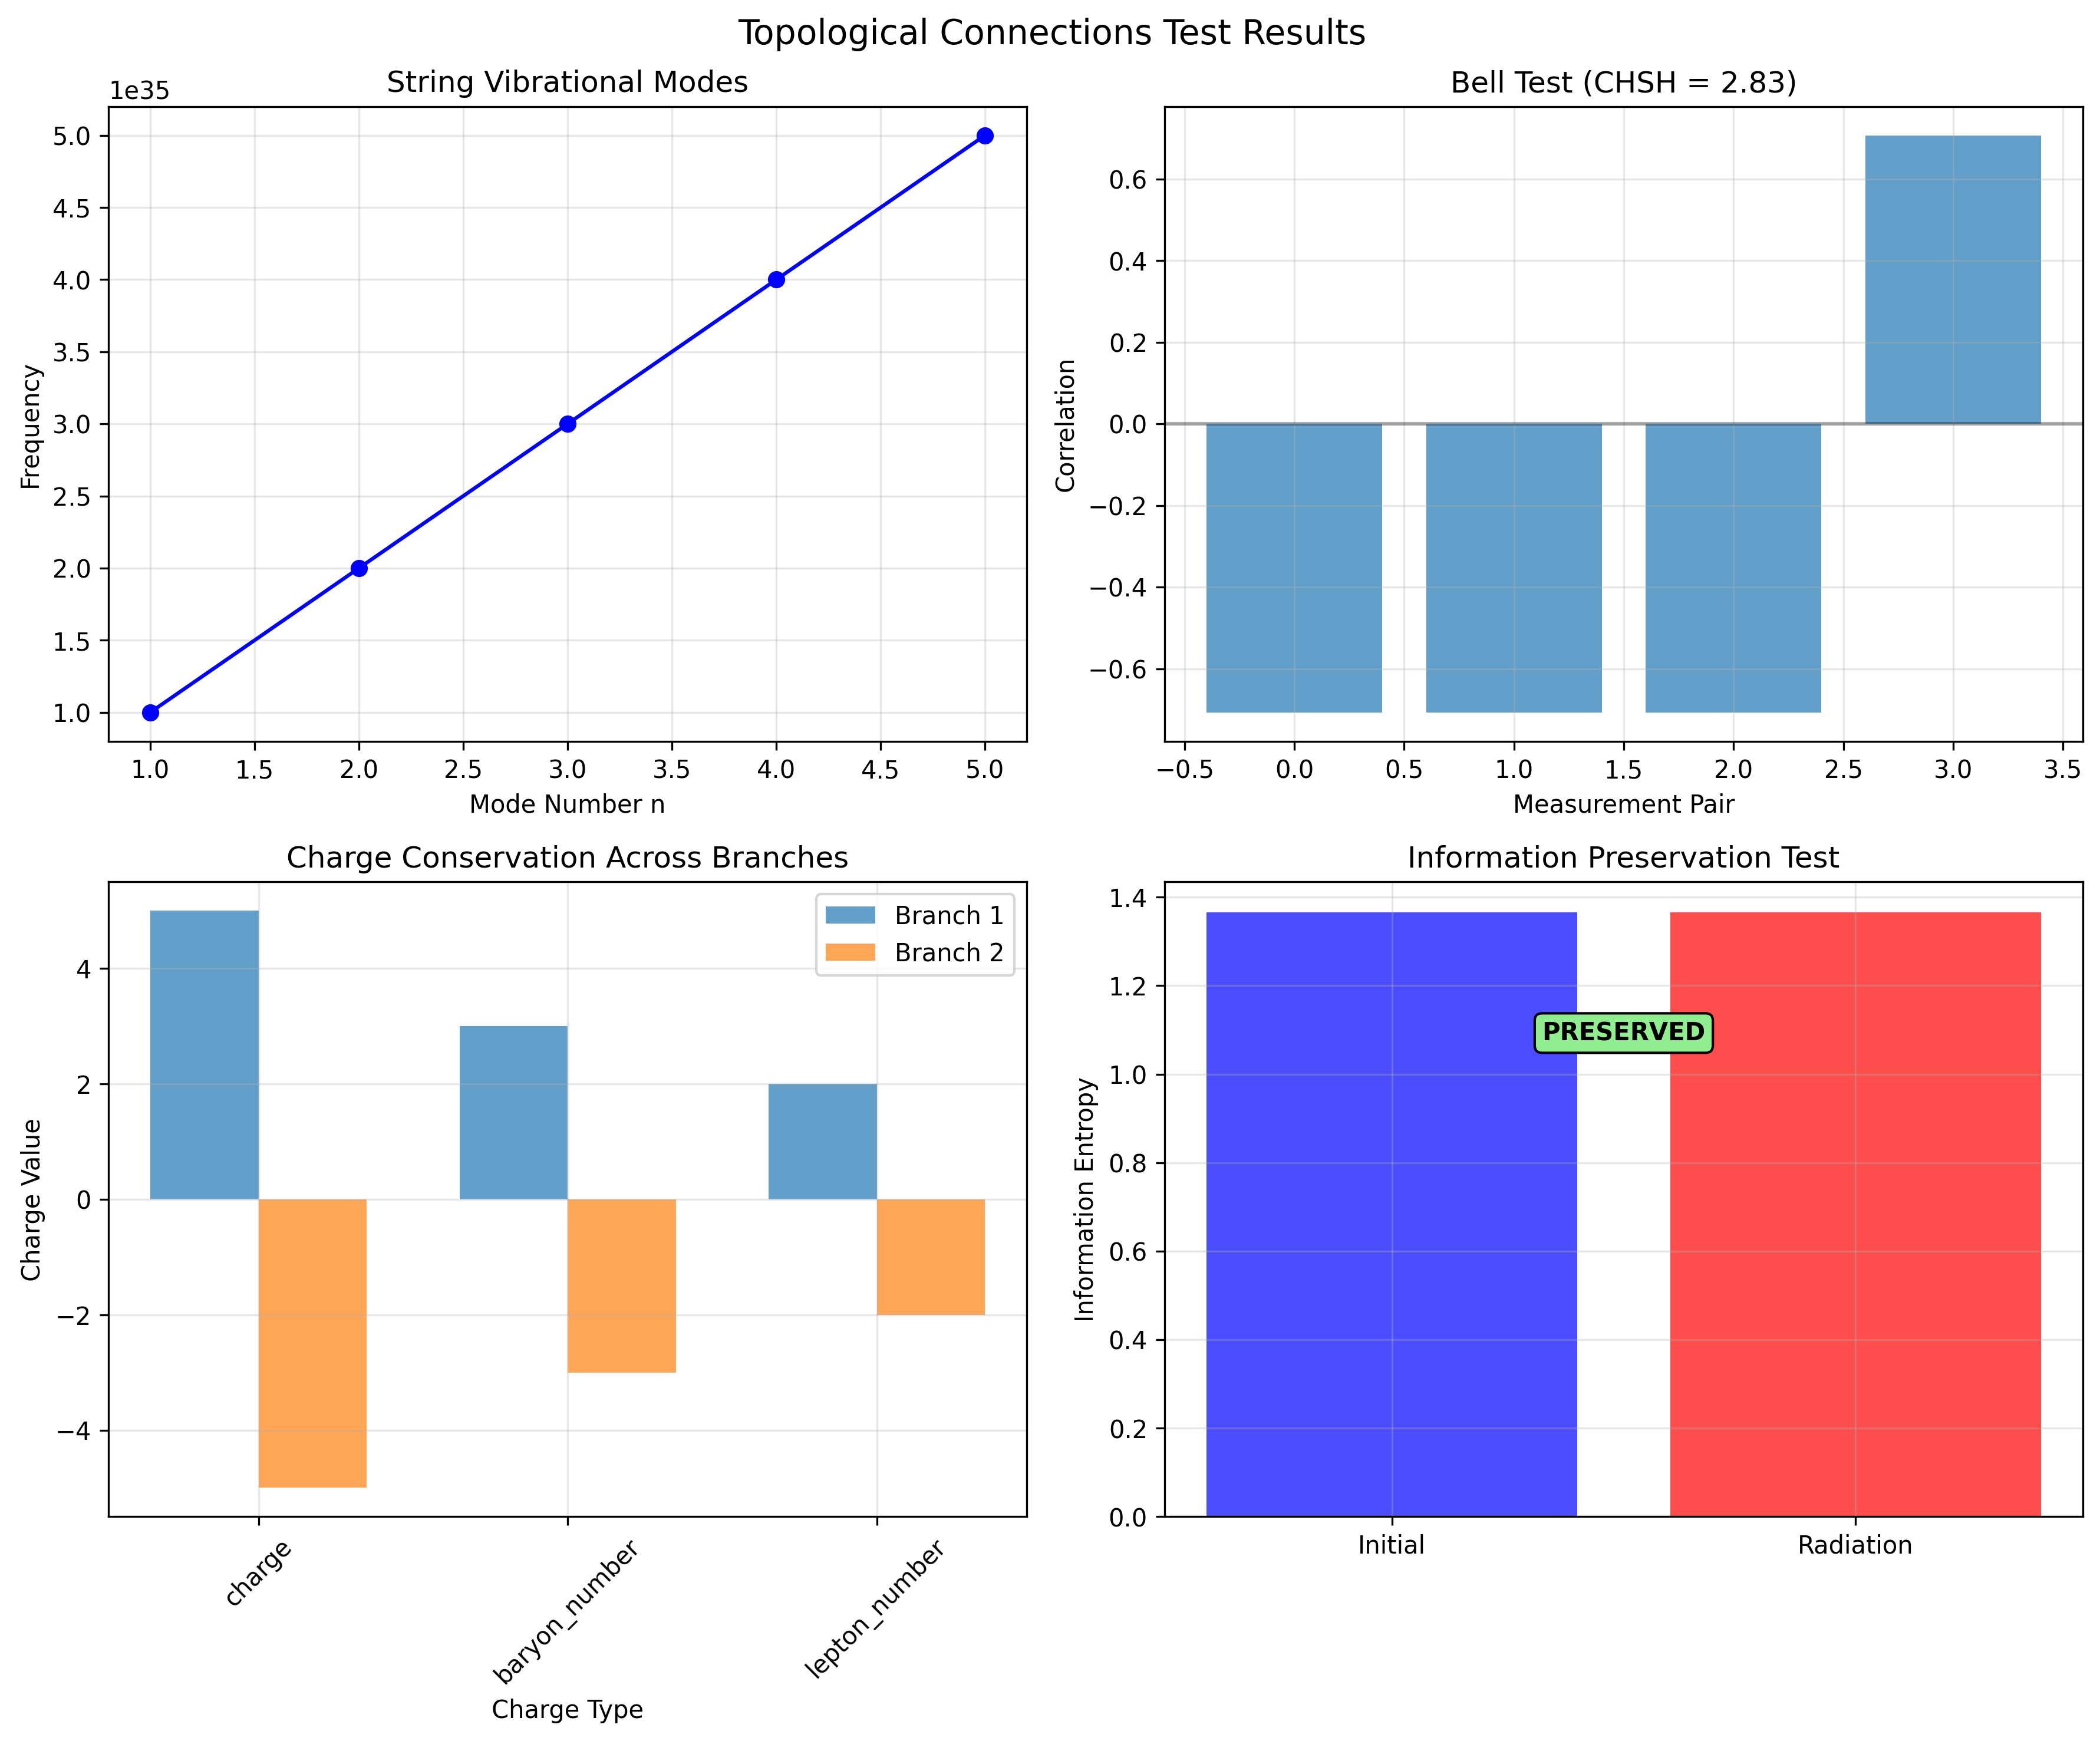 Topological Connections Test Results
String Vibrational Modes
1e35
5.0
4.5
4.0
3.5
3.0
2.5
2.0
1.5
1.0
Frequency
1.0 1.5 2.0 2.5 3.0 3.5 4.0 4.5 5.0
Mode Number n
Bell Test (CHSH = 2.83)
0.6
0.4
0.2
0.0
−0.2
−0.4
−0.6
Correlation
−0.5 0.0 0.5 1.0 1.5 2.0 2.5 3.0 3.5
Measurement Pair
Charge Conservation Across Branches
Branch 1
Branch 2
4
2
0
−2
−4
Charge Value
charge
baryon_number
lepton_number
Charge Type
Information Preservation Test
1.4
1.2
1.0
0.8
0.6
0.4
0.2
0.0
Information Entropy
PRESERVED
Initial Radiation